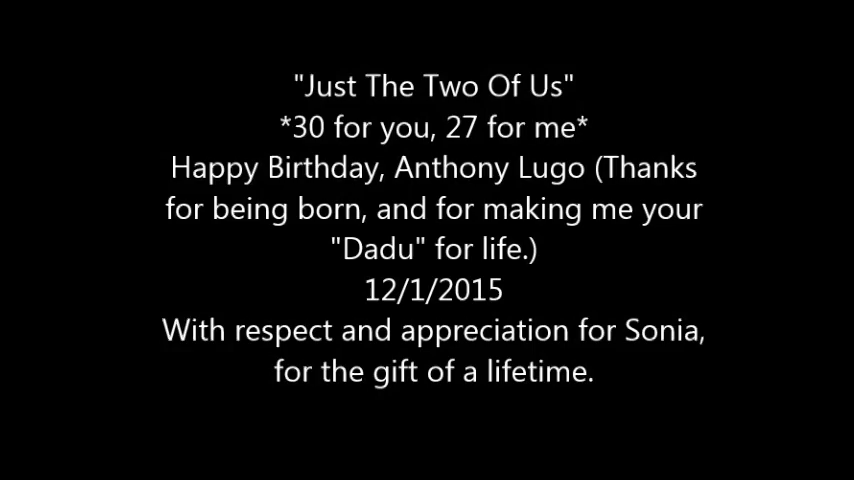 "Just The Two Of Us"
*30 for you, 27 for me*
Happy Birthday, Anthony Lugo (Thanks
for being born, and for making me your
"Dadu" for life.)
12/1/2015
With respect and appreciation for Sonia,
for the gift of a lifetime.